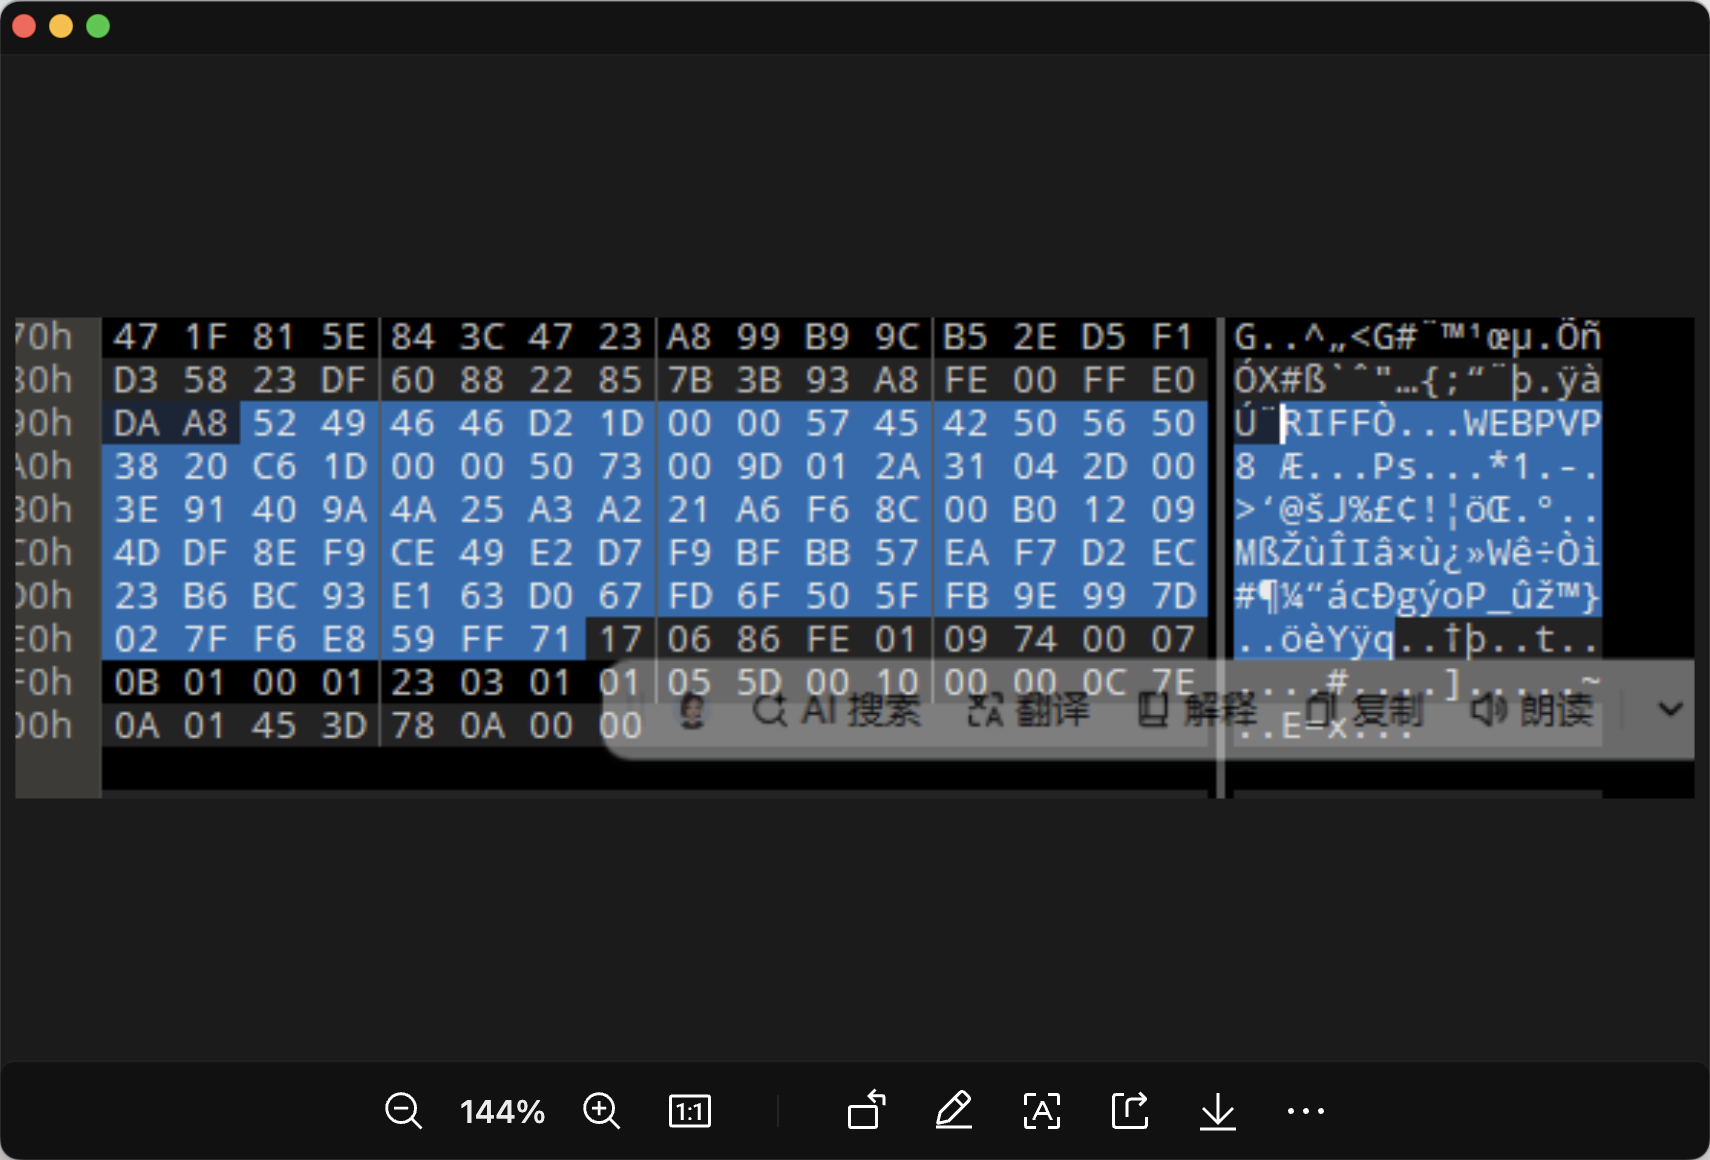 70h 47 1F 81 5E 84 3C 47 23 A8 99 B9 9C B5 2E D5 F1 G..^„<G#¨™¹œµ.Õñ
80h D3 58 23 DF 60 88 22 85 7B 3B 93 A8 FE 00 FF E0 ÓX#ß`ˆ"…{;“¨þ.ÿà
90h DA A8 52 49 46 46 D2 1D 00 00 57 45 42 50 56 50 Ú¨RIFFÒ...WEBPVP
A0h 38 20 C6 1D 00 00 50 73 00 9D 01 2A 31 04 2D 00 8 Æ...Ps...*1.-.
B0h 3E 91 40 9A 4A 25 A3 A2 21 A6 F6 8C 00 B0 12 09 >‘@šJ%£¢!¦öŒ.°..
C0h 4D DF 8E F9 CE 49 E2 D7 F9 BF BB 57 EA F7 D2 EC MßŽùÎIâ×ù¿»Wê÷Òì
D0h 23 B6 BC 93 E1 63 D0 67 FD 6F 50 5F FB 9E 99 7D #¶¼“ácÐgýoP_ûž™}
E0h 02 7F F6 E8 59 FF 71 17 06 86 FE 01 09 74 00 07 ..öèYÿq..†þ..t..
F0h 0B 01 00 01 23 03 01 01 05 5D 00 10 00 00 0C 7E ....#....].....~
00h 0A 01 45 3D 78 0A 00 00 ..E=x...
AI 搜索 翻译 解释 复制 朗读
144% 1:1 A